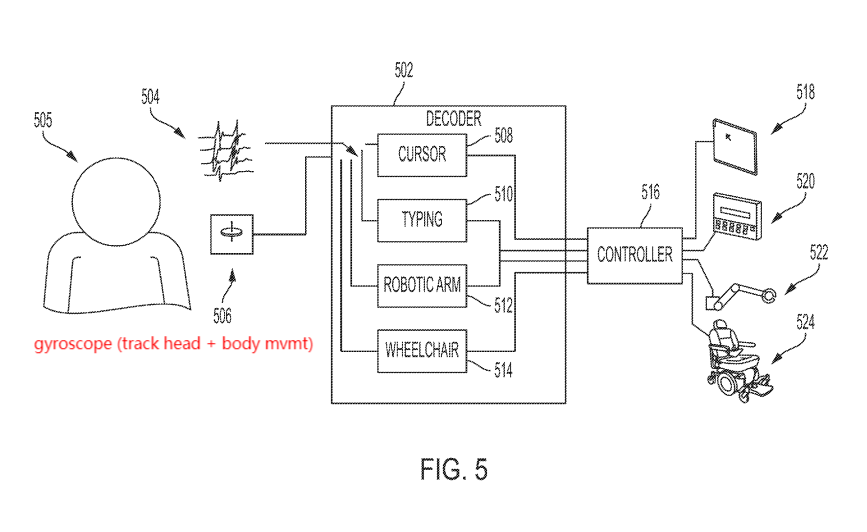 502
504
505
DECODER
508
CURSOR
518
510
TYPING
516
520
CONTROLLER
ROBOTIC ARM
522
506
512
gyroscope (track head + body mvmt)
WHEELCHAIR
524
514
FIG. 5